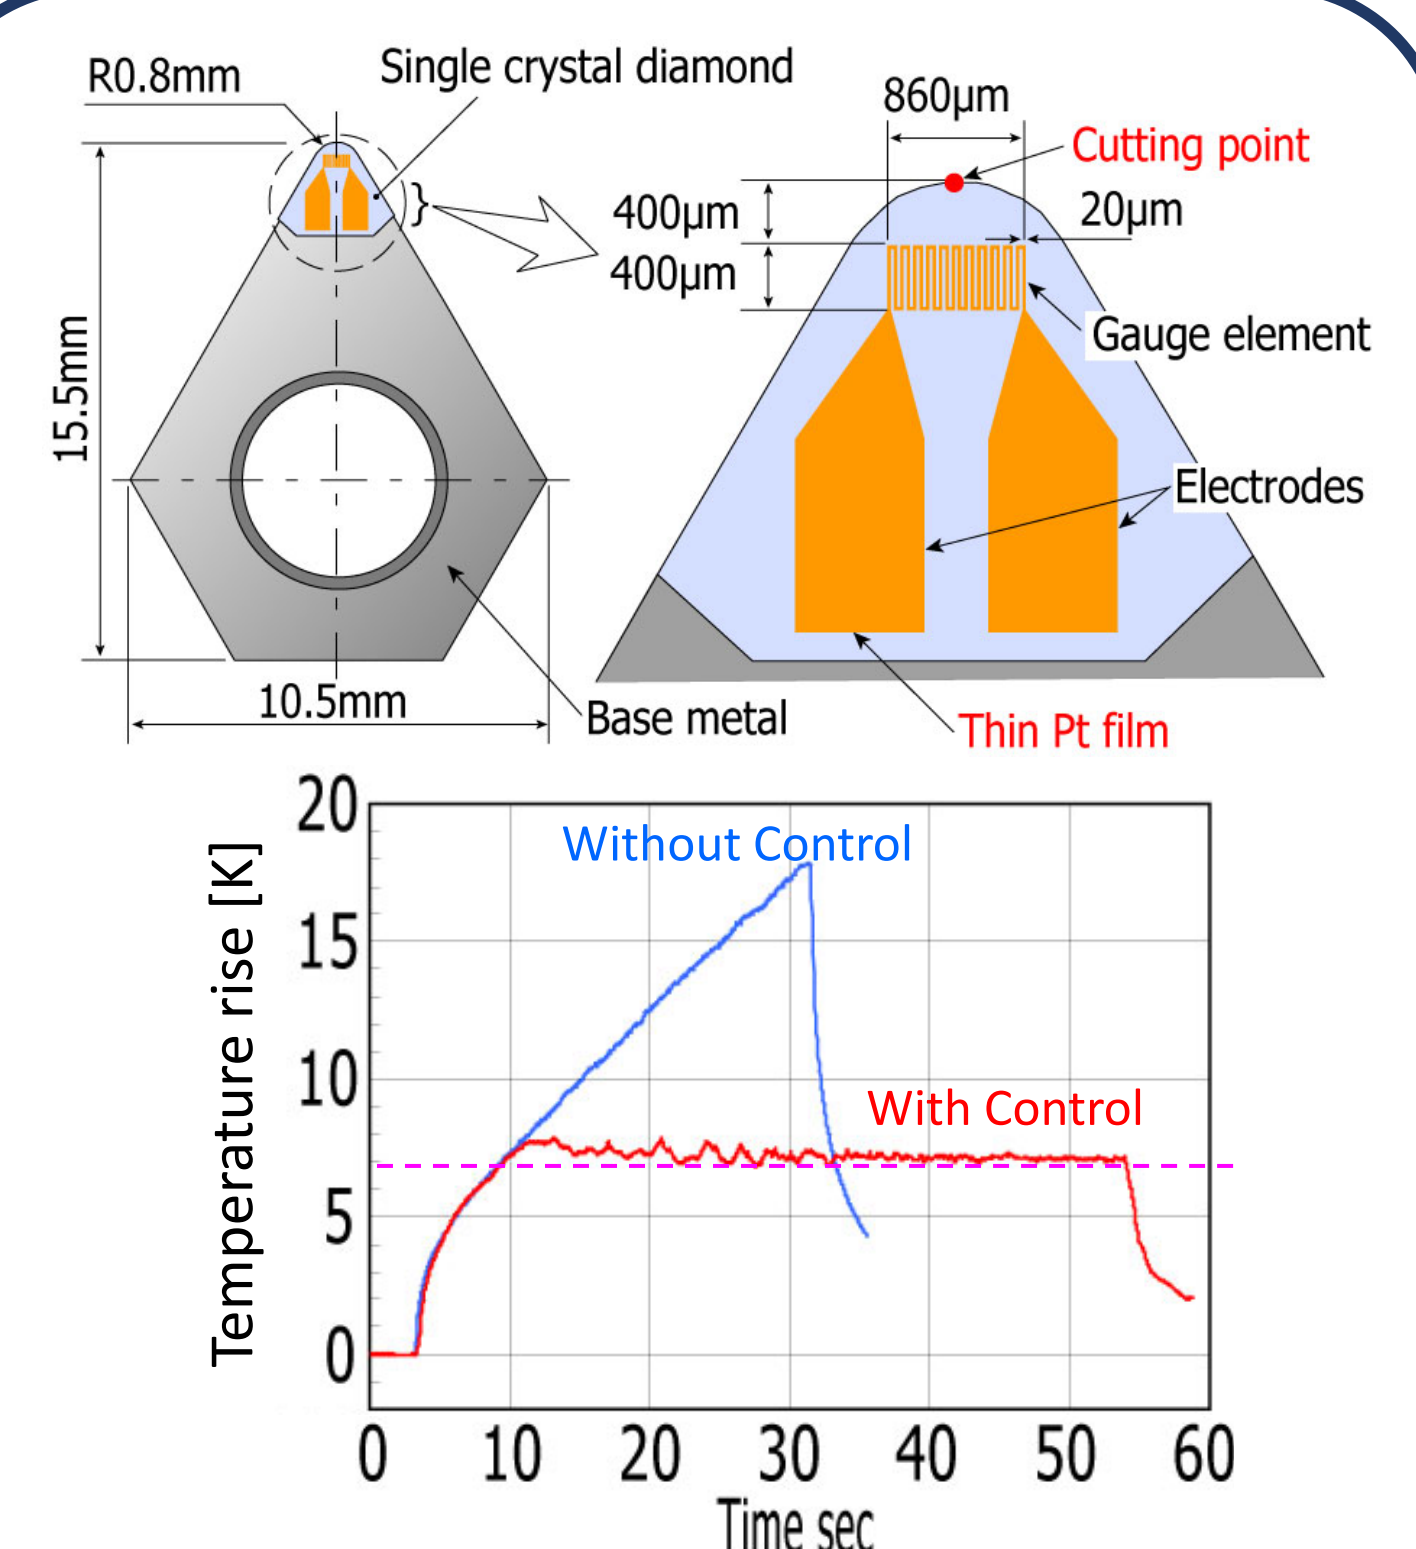 R0.8mm
Single crystal diamond
15.5mm
10.5mm
Base metal
}
860µm
Cutting point
400µm
20µm
400µm
Gauge element
Electrodes
Thin Pt film
Temperature rise [K]
20
15
10
5
0
Without Control
With Control
0 10 20 30 40 50 60
Time sec